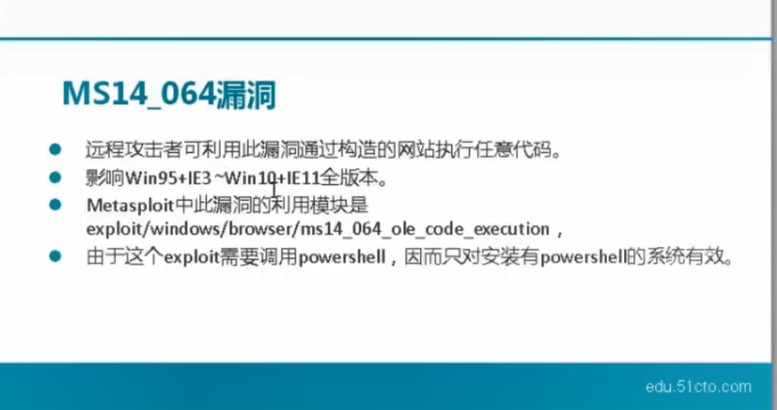 MS14_064漏洞
远程攻击者可利用此漏洞通过构造的网站执行任意代码。
影响Win95+IE3~Win10+IE11全版本。
Metasploit中此漏洞的利用模块是
exploit/windows/browser/ms14_064_ole_code_execution，
由于这个exploit需要调用powershell，因而只对安装有powershell的系统有效。
edu.51cto.com